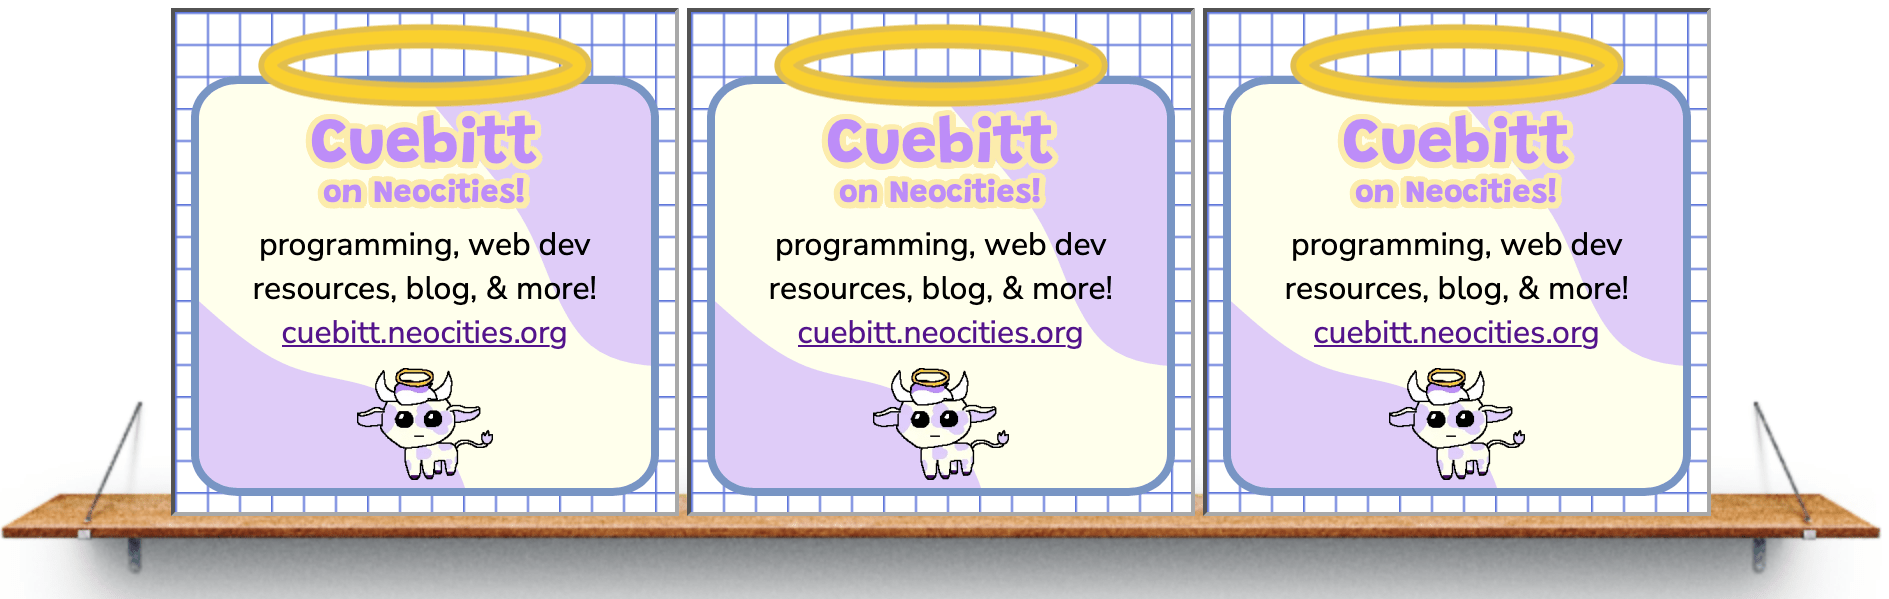 Cuebitt
on Neocities!
programming, web dev
resources, blog, & more!
cuebitt.neocities.org
Cuebitt
on Neocities!
programming, web dev
resources, blog, & more!
cuebitt.neocities.org
Cuebitt
on Neocities!
programming, web dev
resources, blog, & more!
cuebitt.neocities.org